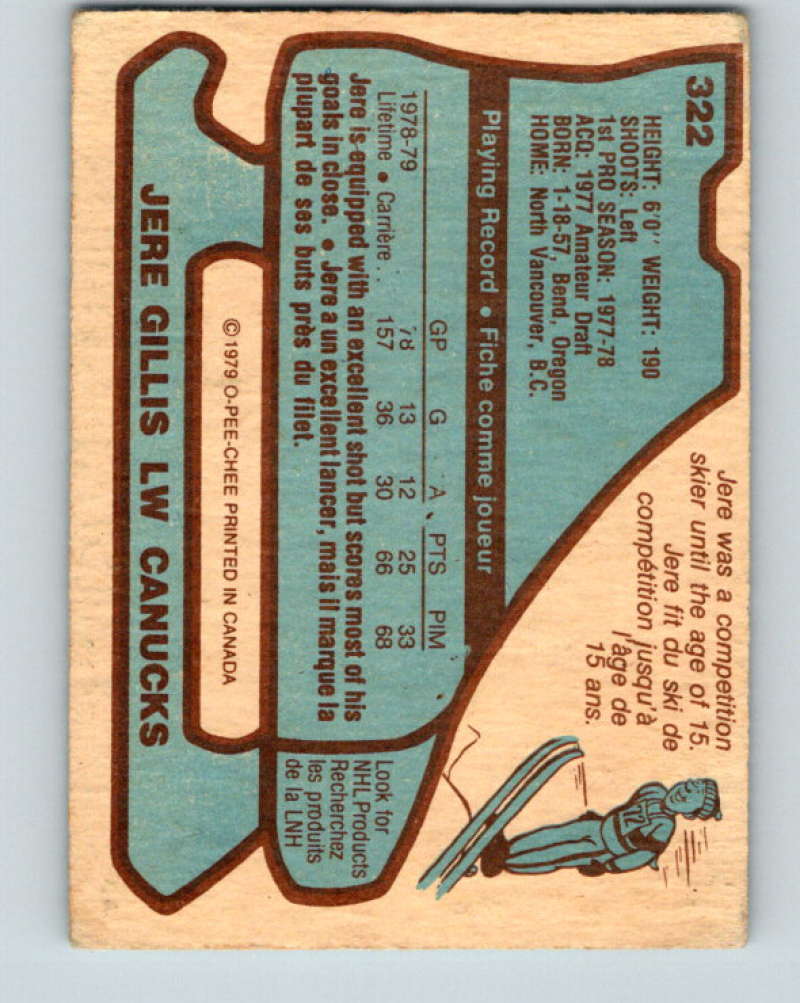 322
HEIGHT: 6'0" WEIGHT: 190
SHOOTS: Left
1st PRO SEASON: 1977-78
ACQ: 1977 Amateur Draft
BORN: 1-18-57, Bend, Oregon
HOME: North Vancouver, B.C.
Jere was a competition
skier until the age of 15.
Jere fit du ski de
compétition jusqu'à
l'âge de
15 ans.
17
Playing Record • Fiche comme joueur
GP G A PTS PIM
1978-79 78 13 12 25 33
Lifetime • Carrière . . 157 36 30 66 68
Jere is equipped with an excellent shot but scores most of his
goals in close. • Jere a un excellent lancer, mais il marque la
plupart de ses buts près du filet.
Look for
NHL Products
Recherchez
les produits
de la LNH
© 1979 O-PEE-CHEE PRINTED IN CANADA
JERE GILLIS LW CANUCKS